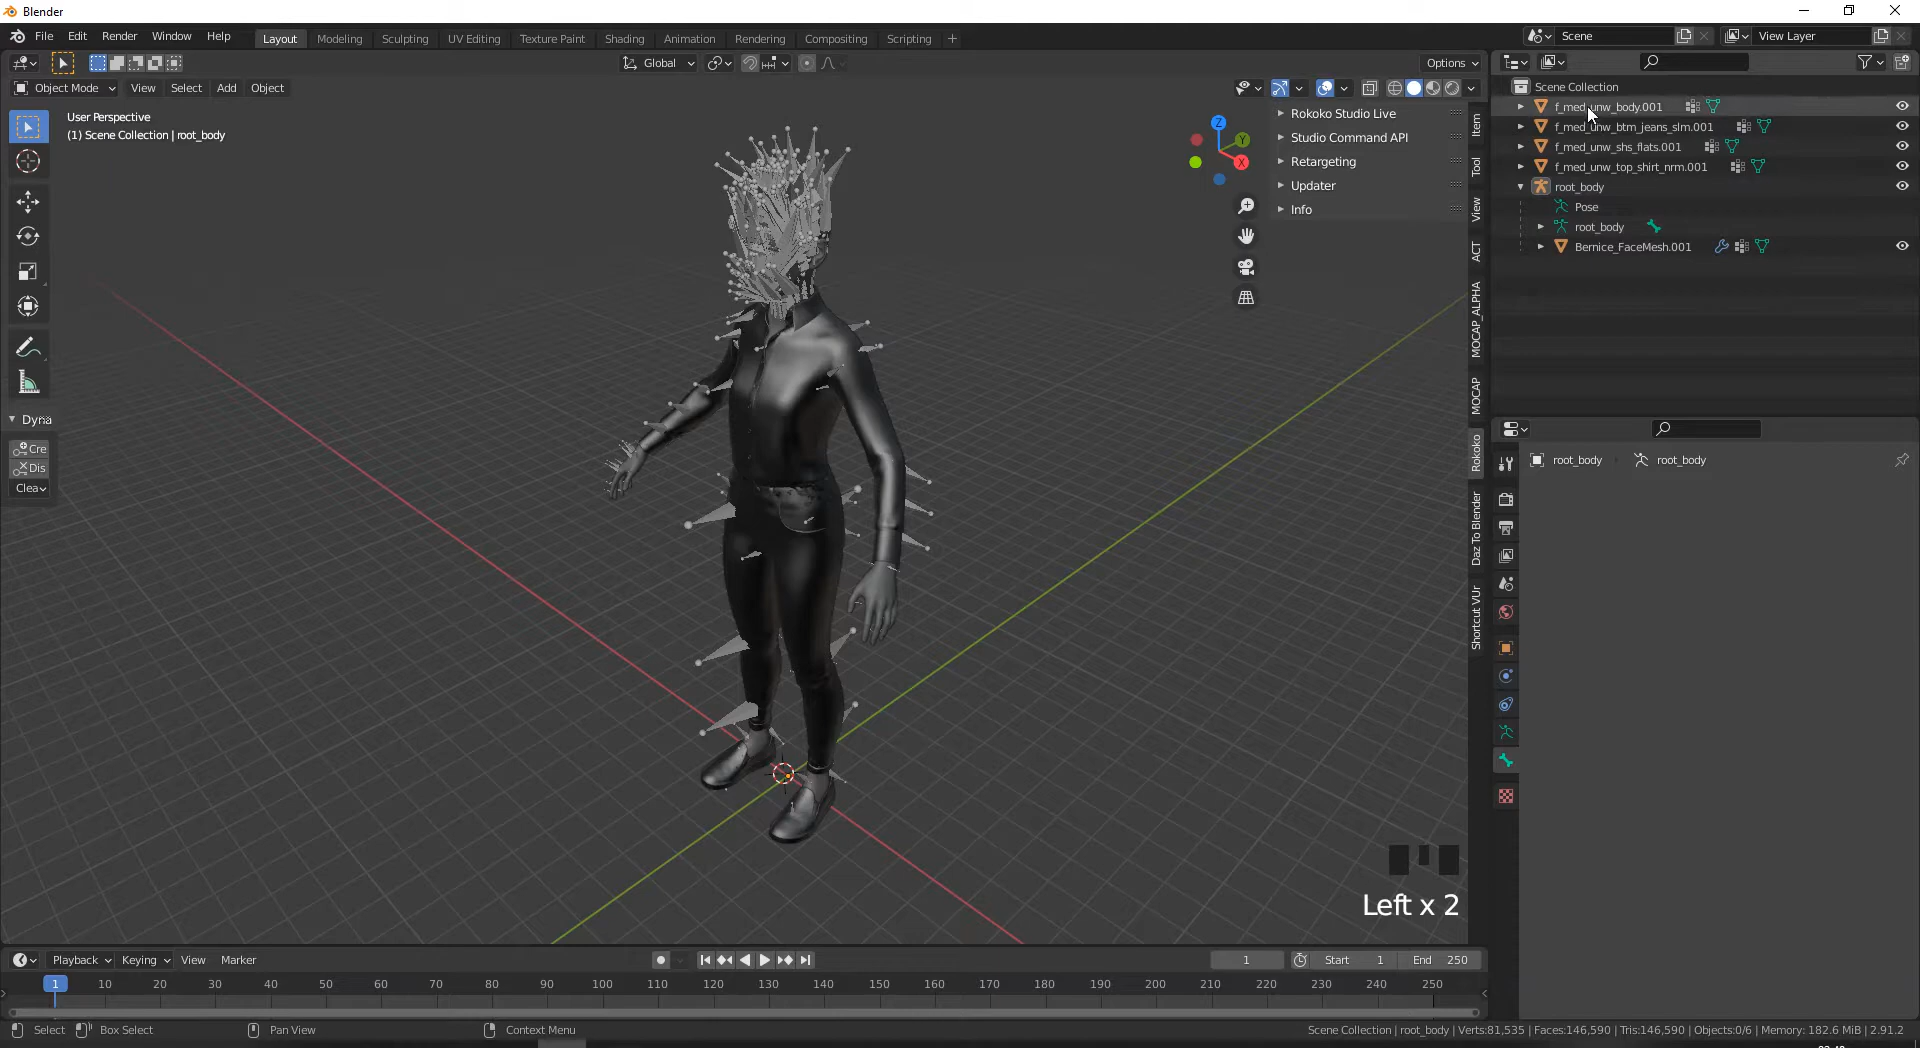 Blender
File Edit Render Window Help
Layout Modeling Sculpting UV Editing Texture Paint Shading Animation Rendering Compositing Scripting +
Scene View Layer
Global
Options
Object Mode View Select Add Object
User Perspective
(1) Scene Collection | root_body
Z
Y
X
Rokoko Studio Live
Studio Command API
Retargeting
Updater
Info
Item
Tool
View
ACT
MOCAP_ALPHA
MOCAP
Rokoko
Daz To Blender
Shortcut VUr
Scene Collection
f_med_unw_body.001
f_med_unw_btm_jeans_slm.001
f_med_unw_shs_flats.001
f_med_unw_top_shirt_nrm.001
root_body
Pose
root_body
Bernice_FaceMesh.001
root_body root_body
Dyna
Cre
Dis
Clea
Left x 2
Playback Keying View Marker
1 Start 1 End 250
1 10 20 30 40 50 60 70 80 90 100 110 120 130 140 150 160 170 180 190 200 210 220 230 240 250
Select Box Select Pan View Context Menu
Scene Collection | root_body | Verts:81,535 | Faces:146,590 | Tris:146,590 | Objects:0/6 | Memory: 182.6 MiB | 2.91.2